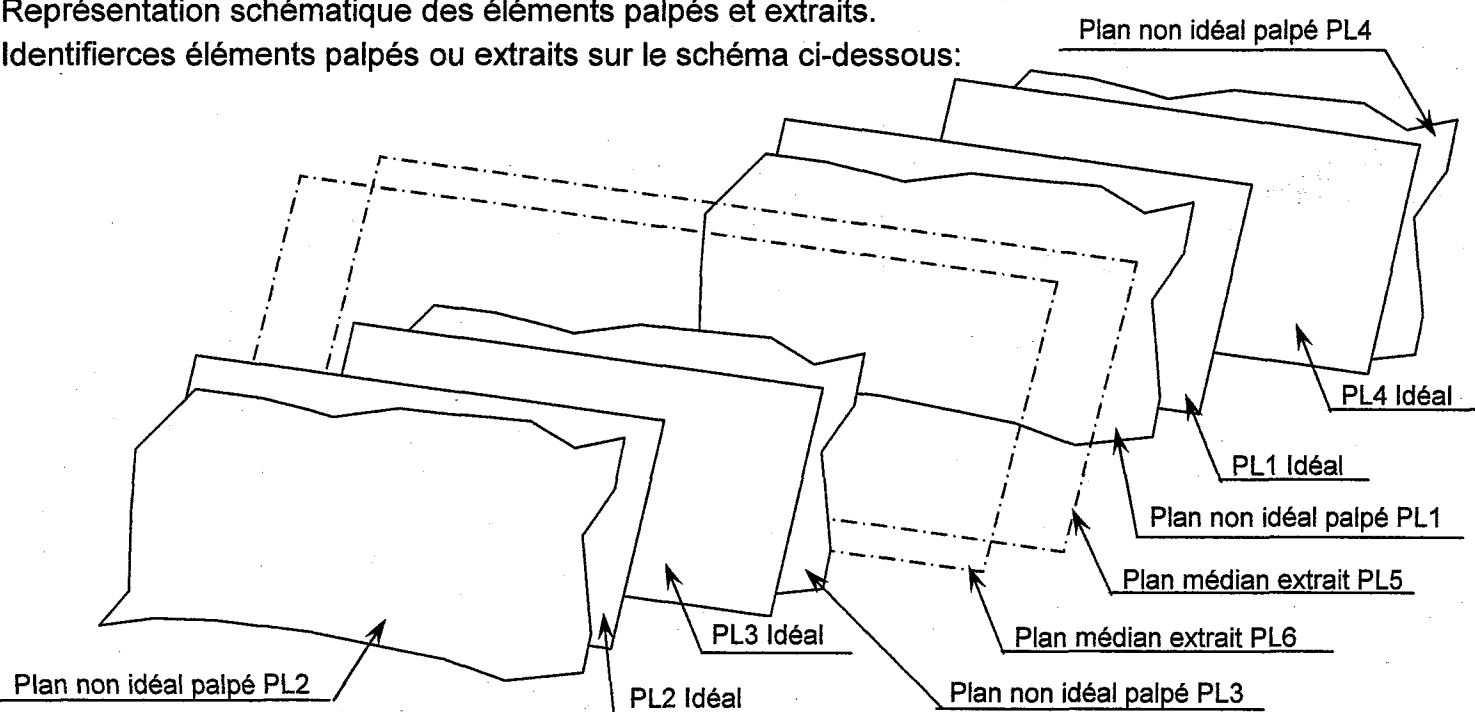 Représentation schématique des éléments palpés et extraits.
Identifierces éléments palpés ou extraits sur le schéma ci-dessous:
Plan non idéal palpé PL4
PL4 Idéal
PL1 Idéal
Plan non idéal palpé PL1
Plan médian extrait PL5
Plan médian extrait PL6
PL3 Idéal
Plan non idéal palpé PL2
PL2 Idéal
Plan non idéal palpé PL3